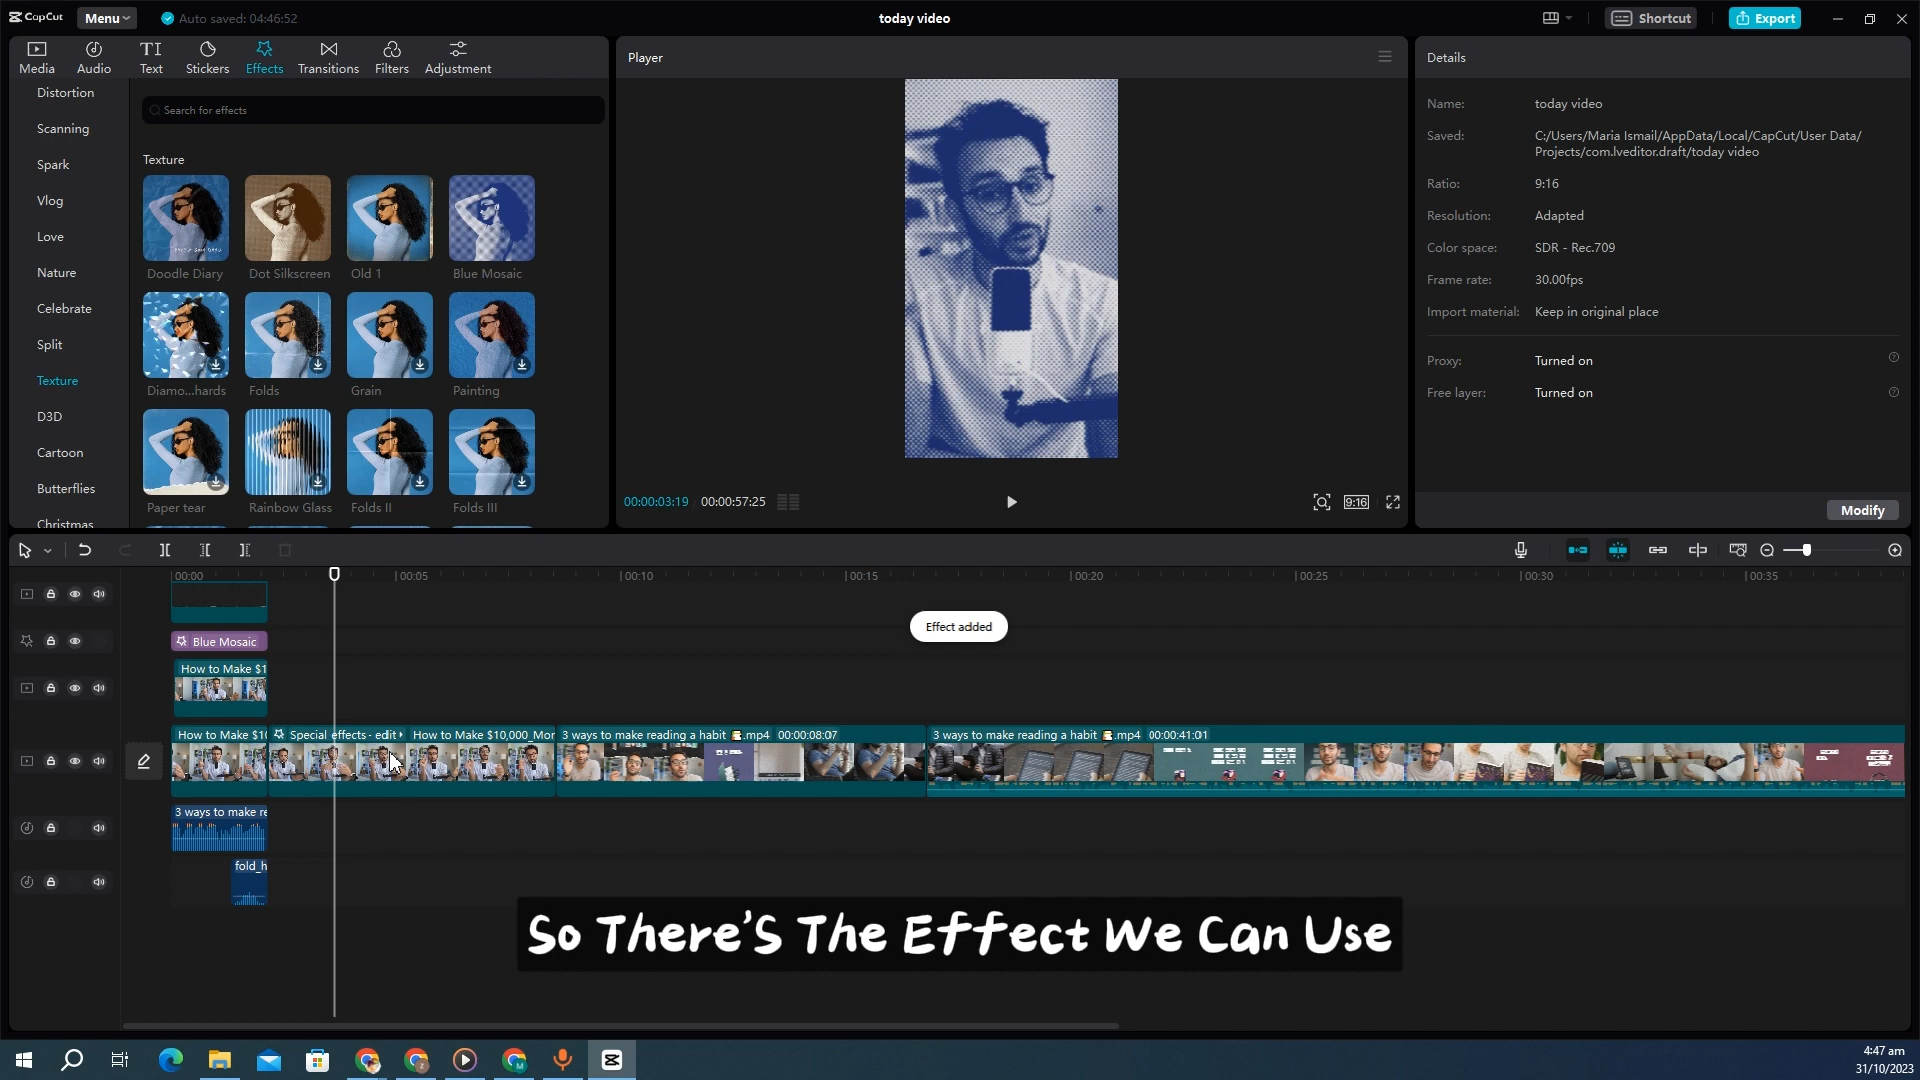 CapCut
Menu
Auto saved: 04:46:52
today video
Shortcut
Export
Media
Audio
Text
Stickers
Effects
Transitions
Filters
Adjustment
Distortion
Scanning
Spark
Vlog
Love
Nature
Celebrate
Split
Texture
D3D
Cartoon
Butterflies
Christmas
Search for effects
Texture
Doodle Diary
Dot Silkscreen
Old 1
Blue Mosaic
Diamo...hards
Folds
Grain
Painting
Paper tear
Rainbow Glass
Folds II
Folds III
Player
00:00:03:19
00:00:57:25
9:16
Details
Name: today video
Saved: C:/Users/Maria Ismail/AppData/Local/CapCut/User Data/
Projects/com.lveditor.draft/today video
Ratio: 9:16
Resolution: Adapted
Color space: SDR - Rec.709
Frame rate: 30.00fps
Import material: Keep in original place
Proxy: Turned on
Free layer: Turned on
Modify
00:00
00:05
00:10
00:15
00:20
00:25
00:30
00:35
Effect added
Blue Mosaic
How to Make $1
How to Make $10
Special effects - edit
How to Make $10,000_Mor
3 ways to make reading a habit .mp4 00:00:08:07
3 ways to make reading a habit .mp4 00:00:41:01
3 ways to make re
fold_h
So There'S The Effect We Can Use
4:47 am
31/10/2023